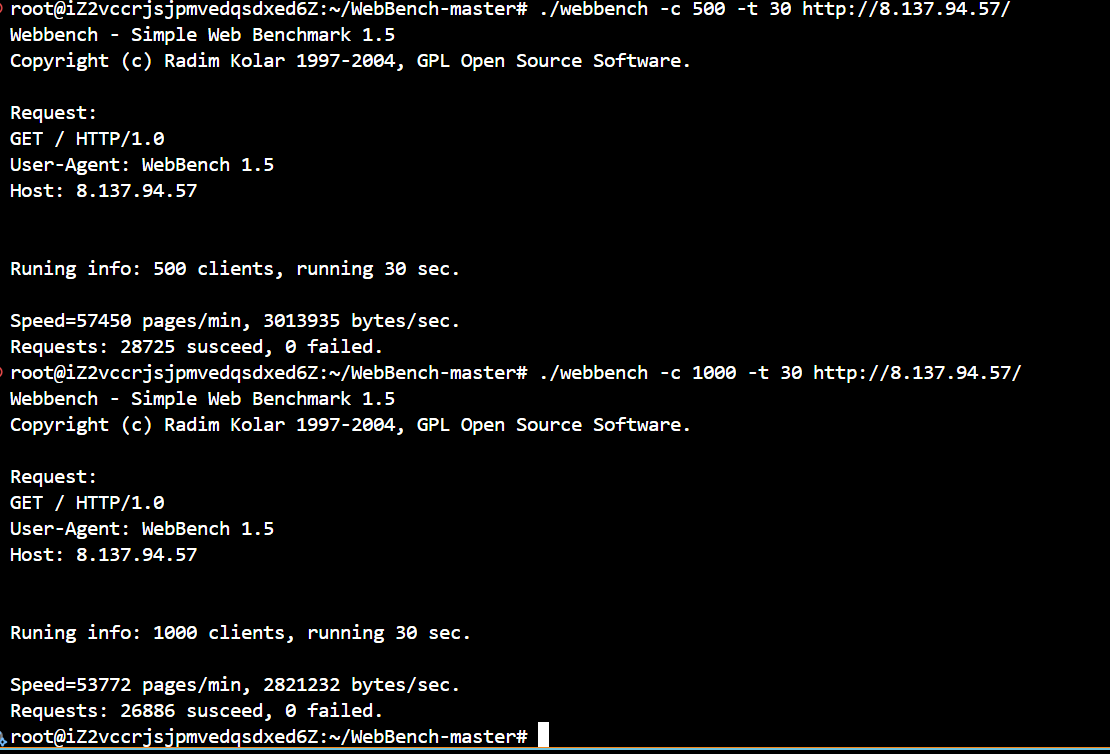 root@iZ2vccrjsjpmvedqsdxed6Z:~/WebBench-master# ./webbench -c 500 -t 30 http://8.137.94.57/
Webbench - Simple Web Benchmark 1.5
Copyright (c) Radim Kolar 1997-2004, GPL Open Source Software.
Request:
GET / HTTP/1.0
User-Agent: WebBench 1.5
Host: 8.137.94.57
Runing info: 500 clients, running 30 sec.
Speed=57450 pages/min, 3013935 bytes/sec.
Requests: 28725 susceed, 0 failed.
root@iZ2vccrjsjpmvedqsdxed6Z:~/WebBench-master# ./webbench -c 1000 -t 30 http://8.137.94.57/
Webbench - Simple Web Benchmark 1.5
Copyright (c) Radim Kolar 1997-2004, GPL Open Source Software.
Request:
GET / HTTP/1.0
User-Agent: WebBench 1.5
Host: 8.137.94.57
Runing info: 1000 clients, running 30 sec.
Speed=53772 pages/min, 2821232 bytes/sec.
Requests: 26886 susceed, 0 failed.
root@iZ2vccrjsjpmvedqsdxed6Z:~/WebBench-master#